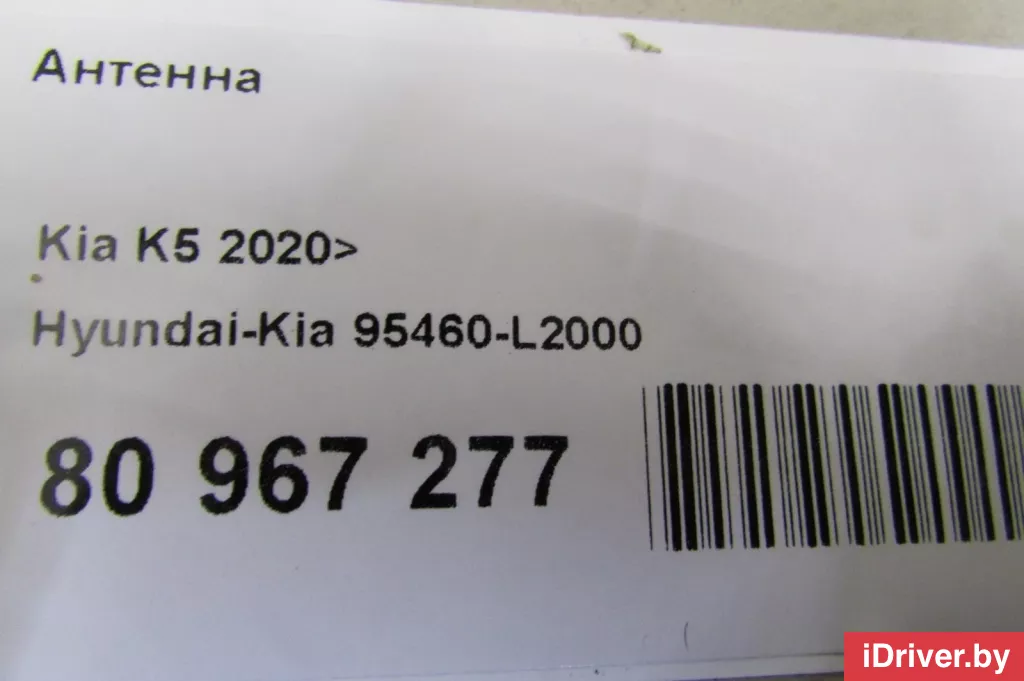 Антенна
Kia K5 2020>
Hyundai-Kia 95460-L2000
80 967 277
iDriver.by